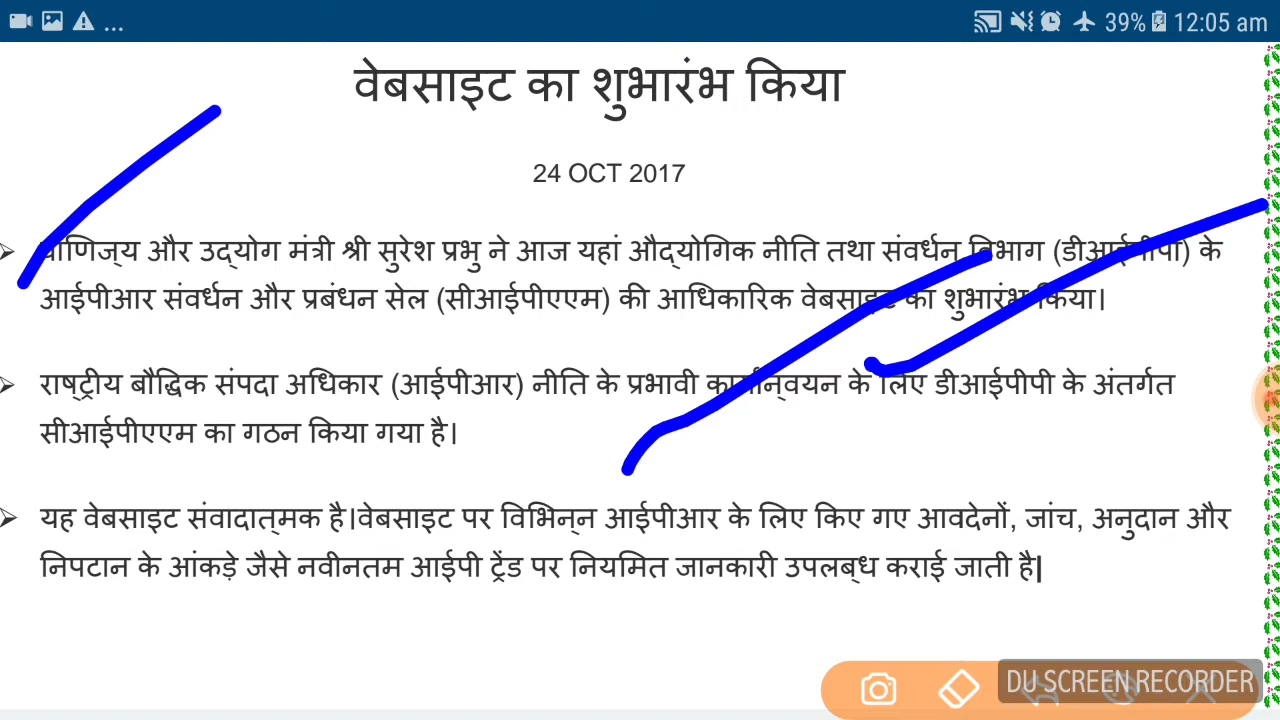 ... 39% 12:05 am
वेबसाइट का शुभारंभ किया
24 OCT 2017
वाणिज्य और उद्योग मंत्री श्री सुरेश प्रभु ने आज यहां औद्योगिक नीति तथा संवर्धन विभाग (डीआईपीपी) के
आईपीआर संवर्धन और प्रबंधन सेल (सीआईपीएएम) की आधिकारिक वेबसाइट का शुभारंभ किया।
राष्ट्रीय बौद्धिक संपदा अधिकार (आईपीआर) नीति के प्रभावी कार्यान्वयन के लिए डीआईपीपी के अंतर्गत
सीआईपीएएम का गठन किया गया है।
यह वेबसाइट संवादात्मक है।वेबसाइट पर विभिन्न आईपीआर के लिए किए गए आवदेनों, जांच, अनुदान और
निपटान के आंकड़े जैसे नवीनतम आईपी ट्रेंड पर नियमित जानकारी उपलब्ध कराई जाती है|
DU SCREEN RECORDER